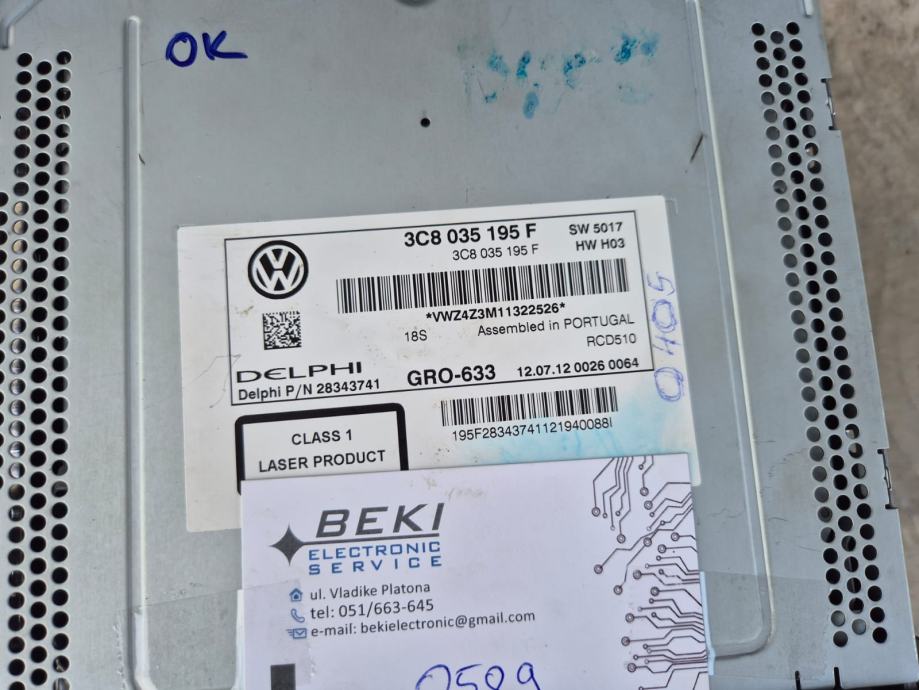 OK
3C8 035 195 F
SW 5017
3C8 035 195 F
HW H03
*VWZ4Z3M11322526*
18S
Assembled in PORTUGAL
RCD510
DELPHI
GRO-633
12.07.12 0026 0064
Delphi P/N 28343741
0405
195F28343741121940088I
CLASS 1
LASER PRODUCT
BEKI
ELECTRONIC
SERVICE
ul. Vladike Platona
tel: 051/663-645
e-mail: bekielectronic@gmail.com
0509